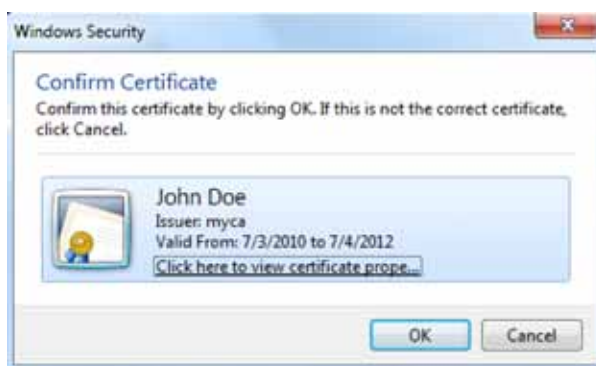 Windows Security
Confirm Certificate
Confirm this certificate by clicking OK. If this is not the correct certificate,
click Cancel.
John Doe
Issuer: myca
Valid From: 7/3/2010 to 7/4/2012
Click here to view certificate prope...
OK
Cancel